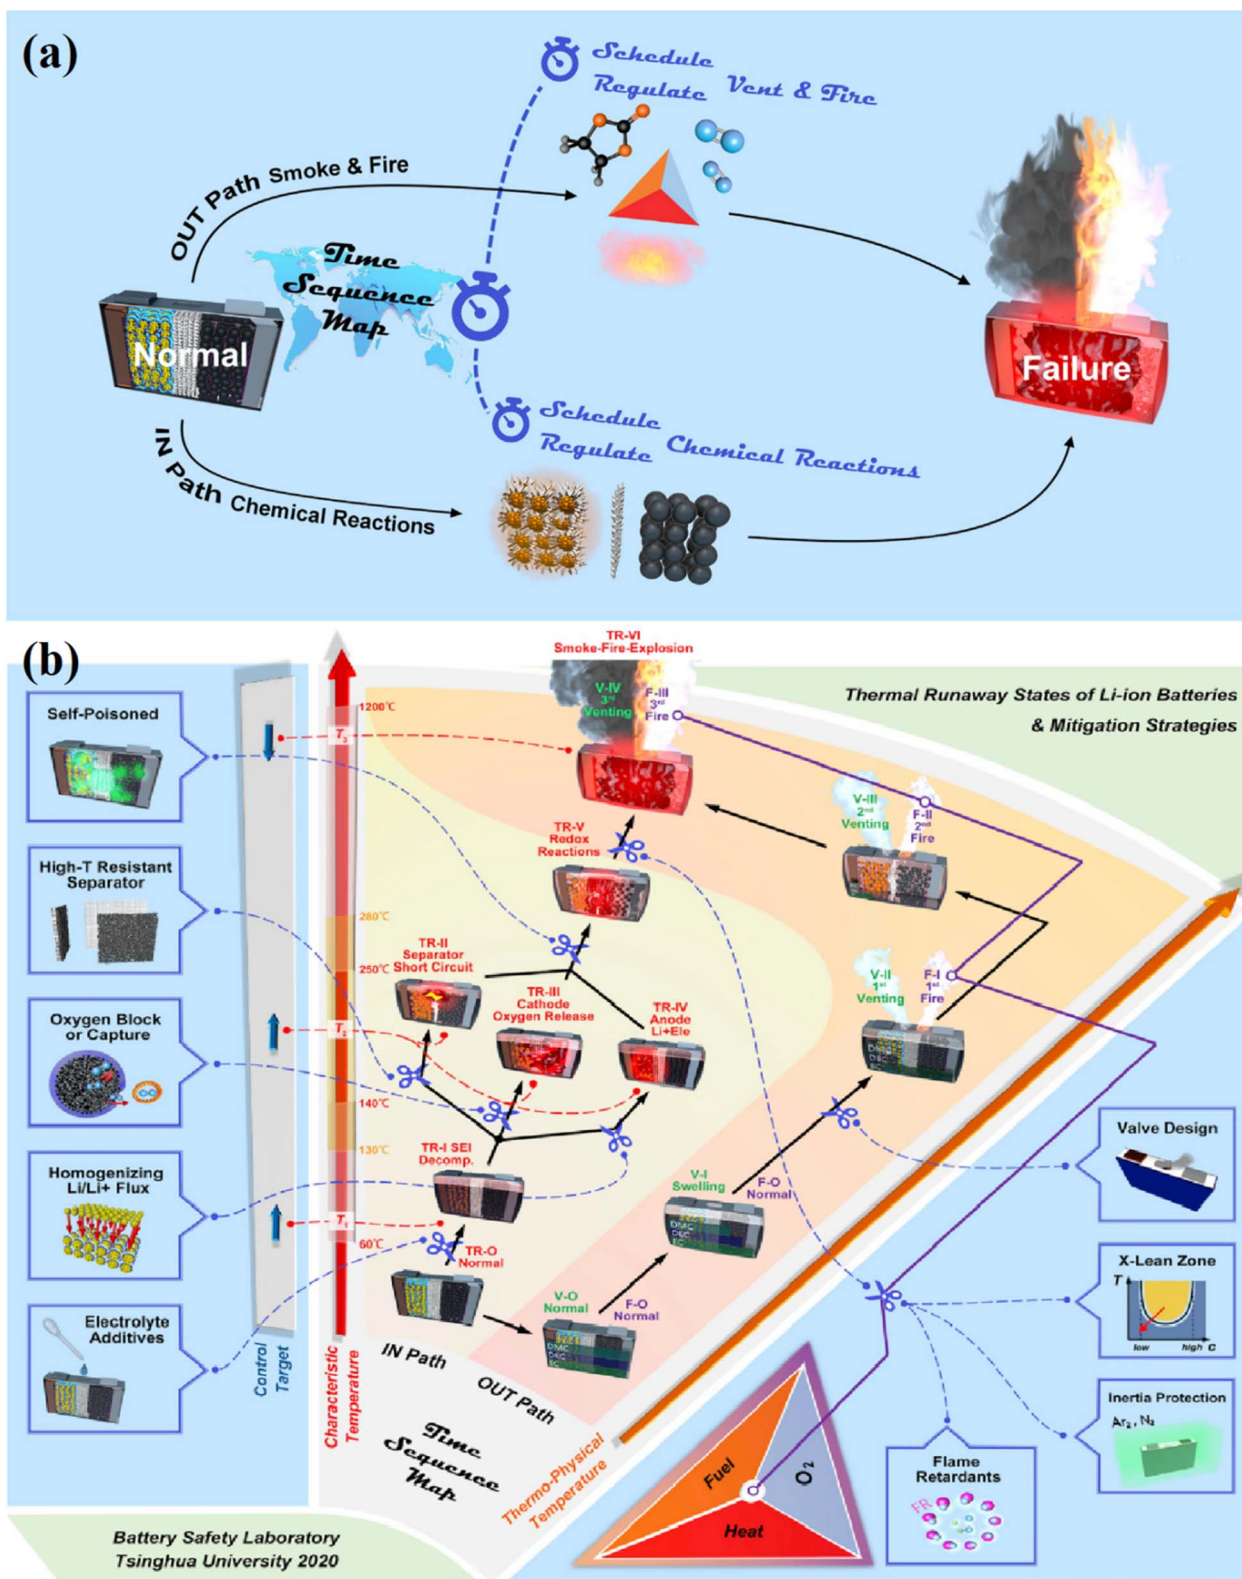 (a)
Schedule
Regulate Vent & Fire
OUT Path Smoke & Fire
Time
Sequence
Map
Normal
Failure
Schedule
Regulate Chemical Reactions
IN Path Chemical Reactions
(b)
TR-VI
Smoke-Fire-Explosion
Thermal Runaway States of Li-ion Batteries
& Mitigation Strategies
Self-Poisoned
High-T Resistant
Separator
Oxygen Block
or Capture
Homogenizing
Li/Li+ Flux
Electrolyte
Additives
Control
Target
Characteristic
Temperature
1200℃
T3
280℃
250℃
T2
140℃
130℃
T1
60℃
V-IV
3rd
Venting
F-III
3rd
Fire
TR-V
Redox
Reactions
V-III
2nd
Venting
F-II
2nd
Fire
TR-II
Separator
Short Circuit
TR-III
Cathode
Oxygen Release
TR-IV
Anode
Li+Ele
V-II
1st
Venting
F-I
1st
Fire
DMC
DEC
EC
TR-I SEI
Decomp.
V-I
Swelling
F-O
Normal
DMC
DEC
EC
TR-O
Normal
V-O
Normal
F-O
Normal
DMC
DEC
EC
IN Path
OUT Path
Time
Sequence
Map
Thermo-Physical
Temperature
Valve Design
X-Lean Zone
T
low
high C
Inertia Protection
Ar2, N2
Flame
Retardants
FR
Fuel
O2
Heat
Battery Safety Laboratory
Tsinghua University 2020